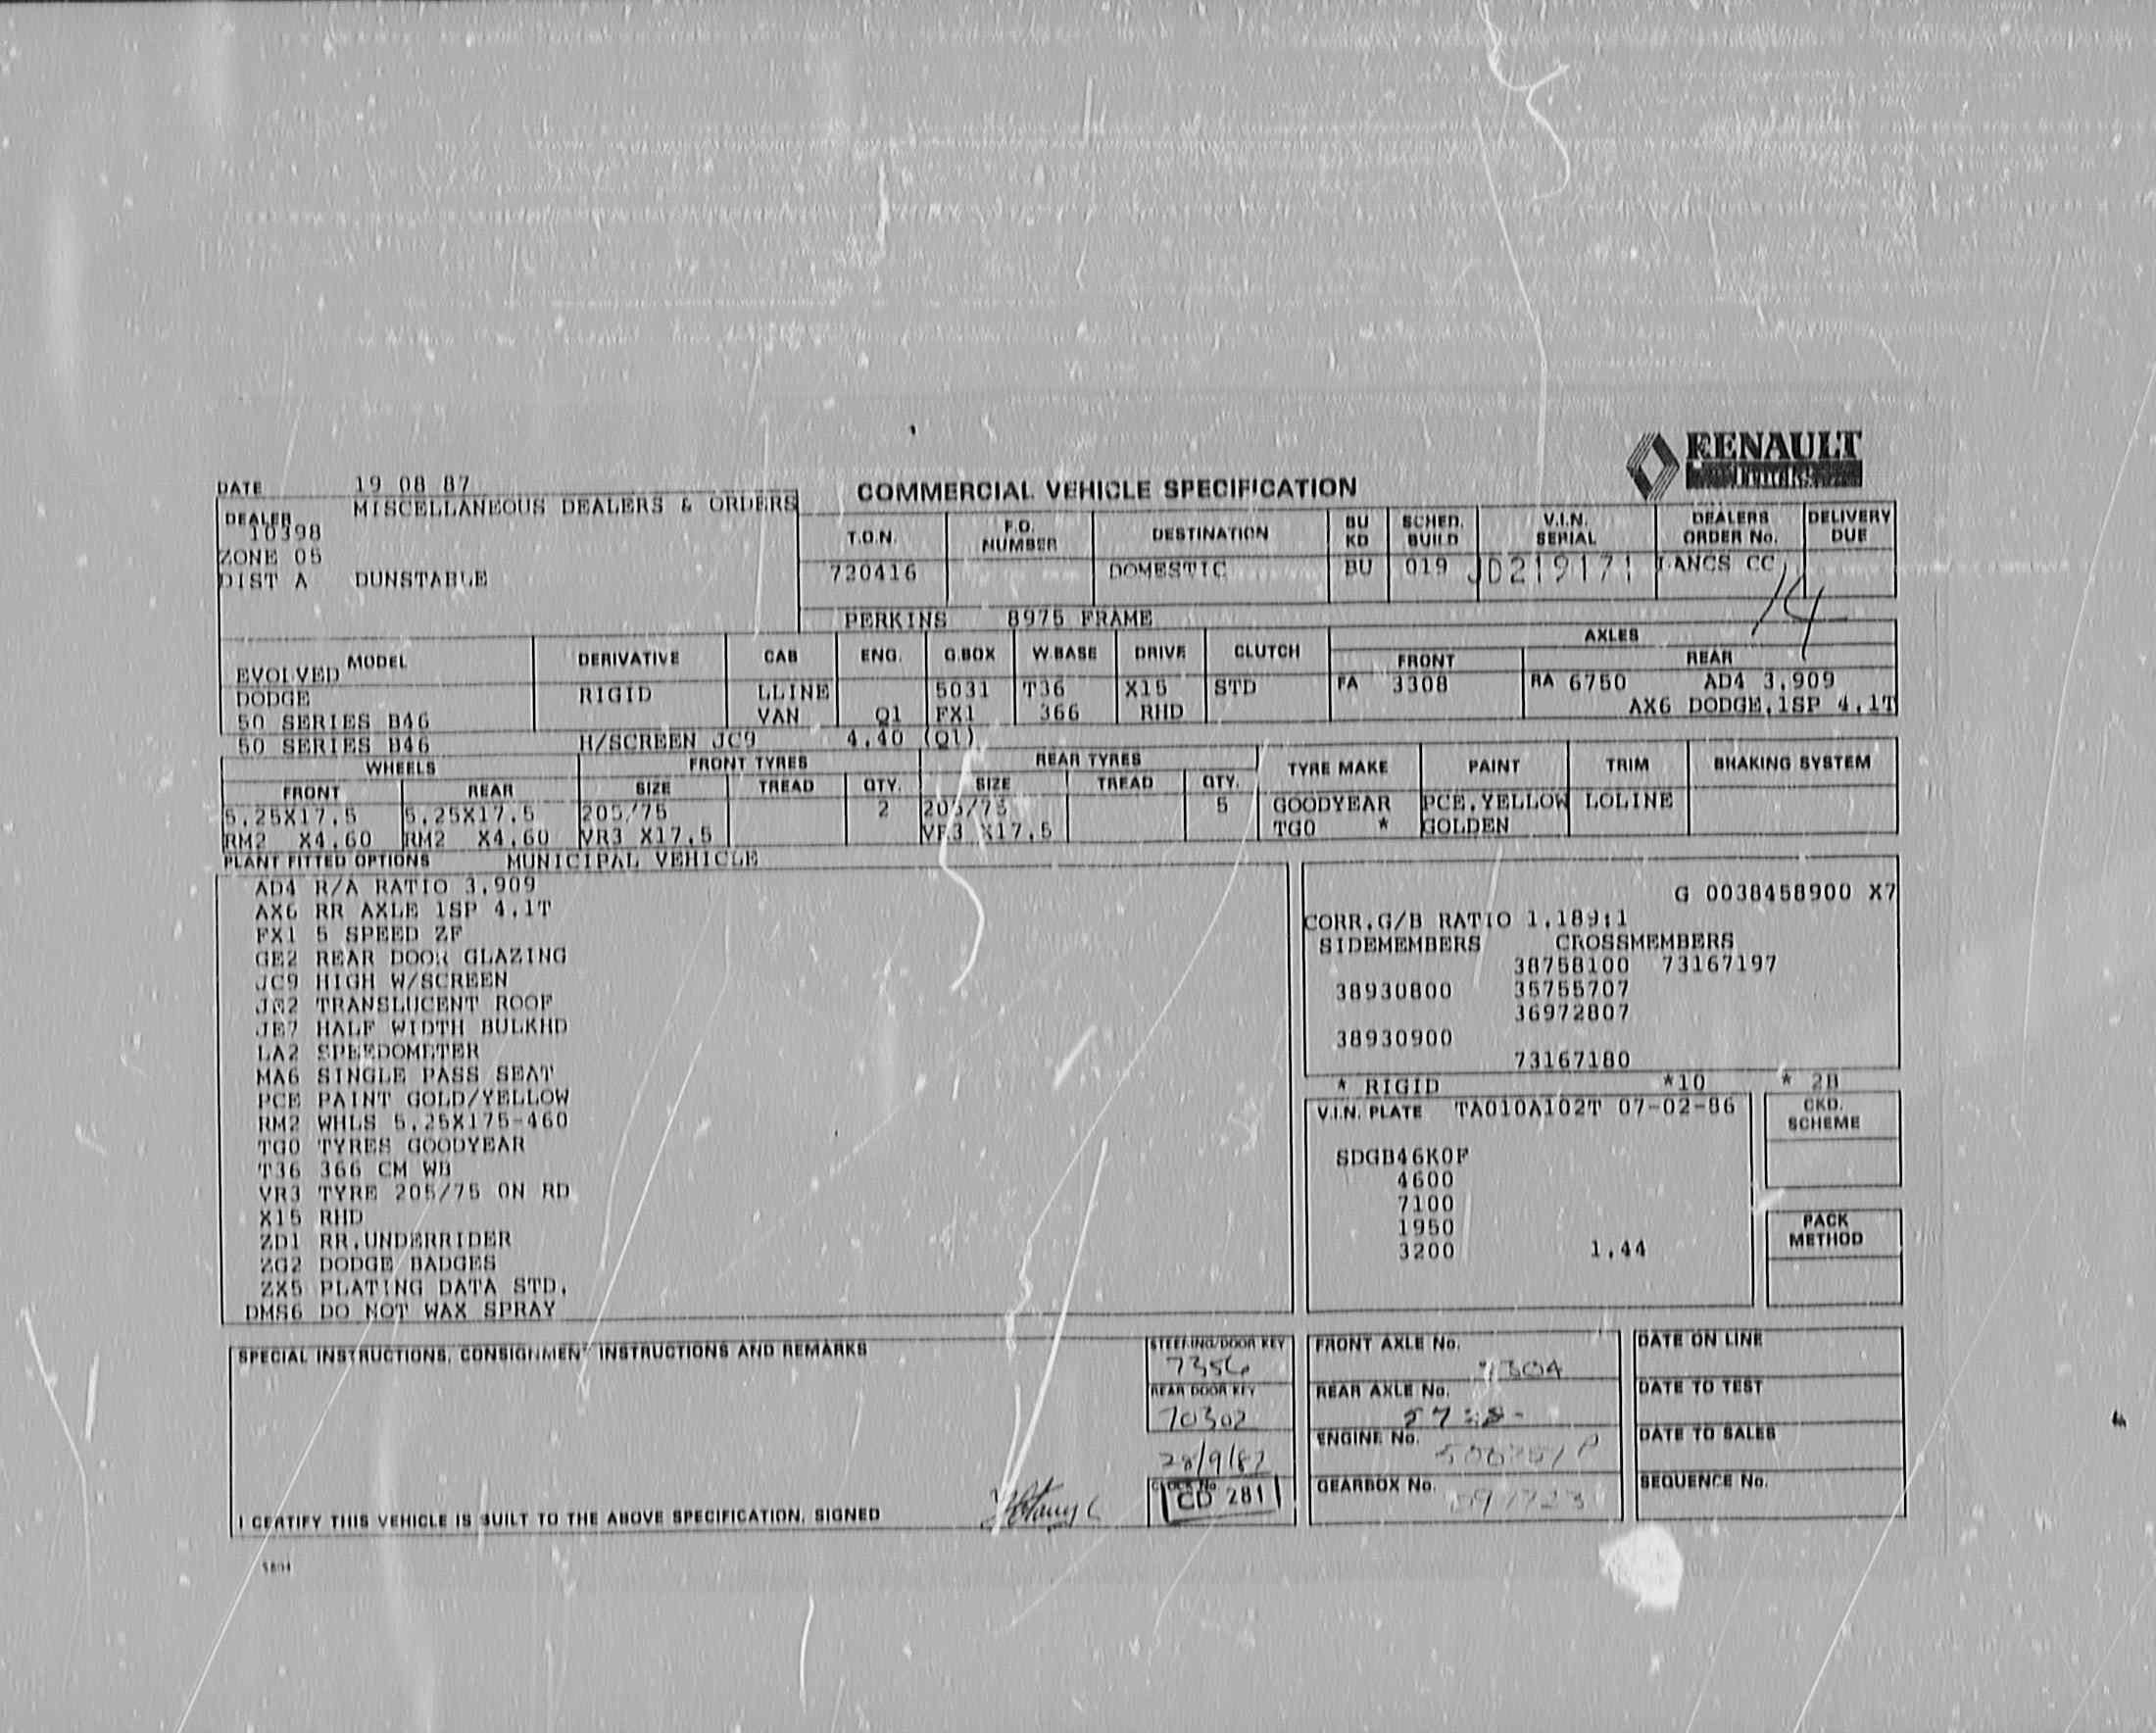 RENAULT
DATE 19 08 87
COMMERCIAL VEHICLE SPECIFICATION
DEALER MISCELLANEOUS DEALERS & ORDERS
10398
ZONE 05
DIST A DUNSTABLE
T.O.N. F.O. NUMBER DESTINATION BU KD SCHED. BUILD V.I.N. SERIAL DEALERS ORDER No. DELIVERY DUE
720416 DOMESTIC BU 019 JD219171 LANCS CC
14
PERKINS 8975 FRAME
MODEL DERIVATIVE CAB ENG. G.BOX W.BASE DRIVE CLUTCH AXLES
FRONT REAR
EVOLVED
DODGE RIGID LLINE 5031 T36 X15 STD FA 3308 RA 6750 AD4 3.909
50 SERIES B46 VAN Q1 FX1 366 RHD AX6 DODGE,1SP 4.1T
50 SERIES B46 H/SCREEN JC9 4.40 (Q1)
WHEELS FRONT TYRES REAR TYRES TYRE MAKE PAINT TRIM BRAKING SYSTEM
FRONT REAR SIZE TREAD QTY. SIZE TREAD QTY.
5.25X17.5 5.25X17.5 205/75 2 205/75 5 GOODYEAR PCE.YELLOW LOLINE
RM2 X4.60 RM2 X4.60 VR3 X17.5 VR3 X17.5 TG0 * GOLDEN
PLANT FITTED OPTIONS MUNICIPAL VEHICLE
AD4 R/A RATIO 3.909
AX6 RR AXLE 1SP 4.1T
FX1 5 SPEED ZF
GE2 REAR DOOR GLAZING
JC9 HIGH W/SCREEN
TRANSLUCENT ROOF
JE7 HALF WIDTH BULKHD
LA2 SPEEDOMETER
MA6 SINGLE PASS SEAT
PCE PAINT GOLD/YELLOW
RM2 WHLS 5.25X175-460
TG0 TYRES GOODYEAR
T36 366 CM WB
VR3 TYRE 205/75 ON RD
X15 RHD
ZD1 RR.UNDERRIDER
ZG2 DODGE BADGES
ZX5 PLATING DATA STD.
DMS6 DO NOT WAX SPRAY
G 0038458900 X7
CORR.G/B RATIO 1.189:1
SIDEMEMBERS CROSSMEMBERS
38758100 73167197
38930800 35755707
36972807
38930900
73167180
* RIGID *10 * 2B
V.I.N. PLATE TA010A102T 07-02-86
CKD. SCHEME
SDGB46K0F
4600
7100
1950
3200 1.44
PACK METHOD
SPECIAL INSTRUCTIONS, CONSIGNMENT INSTRUCTIONS AND REMARKS
STEERING/DOOR KEY
7356
REAR DOOR KEY
70302
28/9/87
CLOCK No
CD 281
I CERTIFY THIS VEHICLE IS BUILT TO THE ABOVE SPECIFICATION. SIGNED
FRONT AXLE No.
REAR AXLE No.
ENGINE No.
GEARBOX No.
DATE ON LINE
DATE TO TEST
DATE TO SALES
SEQUENCE No.